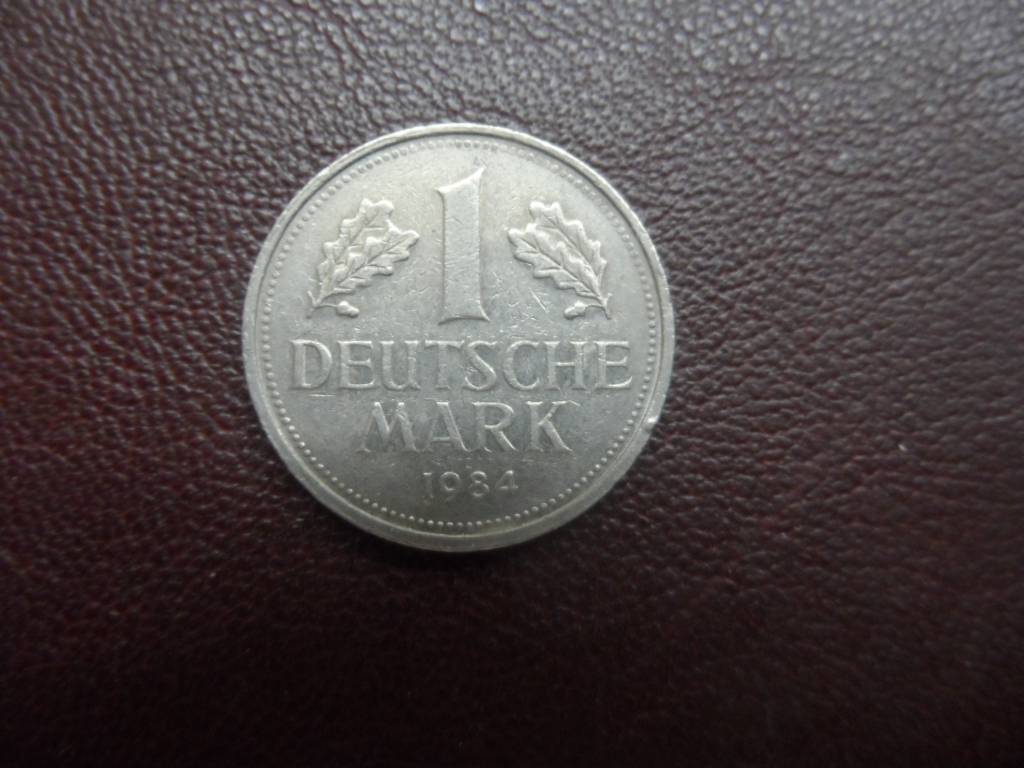 1
DEUTSCHE
MARK
1984